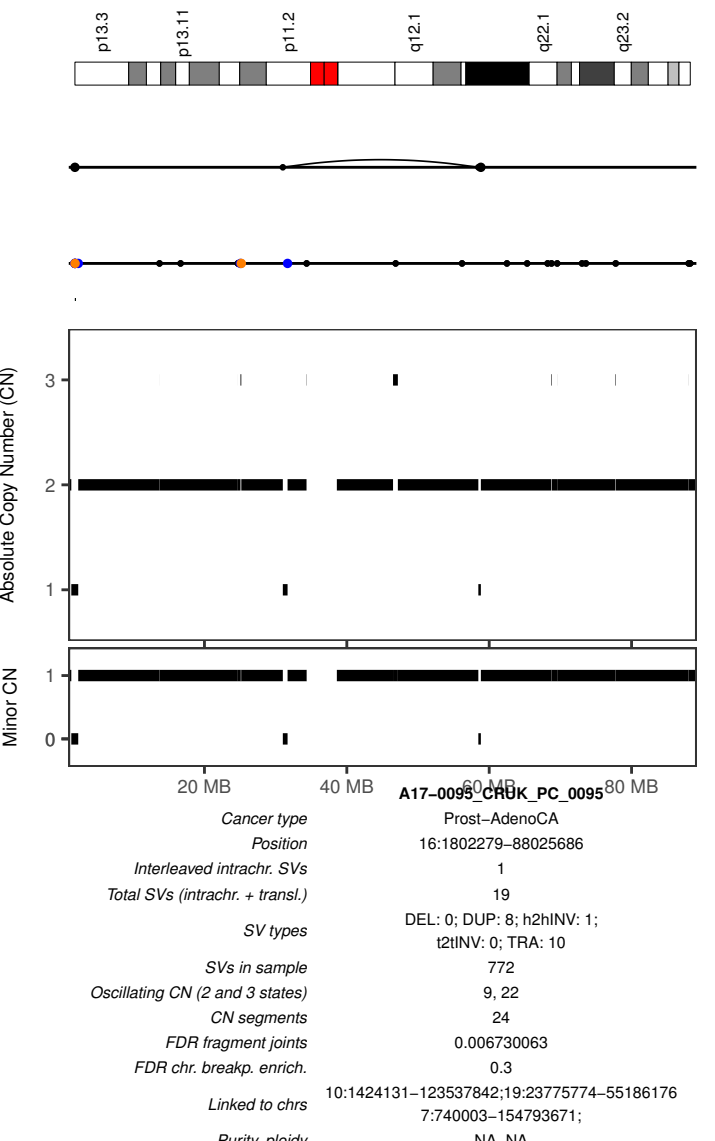 p13.3 p13.11 p11.2 q12.1 q22.1 q23.2
Absolute Copy Number (CN)
3
2
1
Minor CN
1
0
20 MB 40 MB 60 MB 80 MB
A17−0095_CRUK_PC_0095
Cancer type Prost−AdenoCA
Position 16:1802279−88025686
Interleaved intrachr. SVs 1
Total SVs (intrachr. + transl.) 19
SV types DEL: 0; DUP: 8; h2hINV: 1;
t2tINV: 0; TRA: 10
SVs in sample 772
Oscillating CN (2 and 3 states) 9, 22
CN segments 24
FDR fragment joints 0.006730063
FDR chr. breakp. enrich. 0.3
Linked to chrs 10:1424131−123537842;19:23775774−55186176
7:740003−154793671;
Purity, ploidy NA, NA